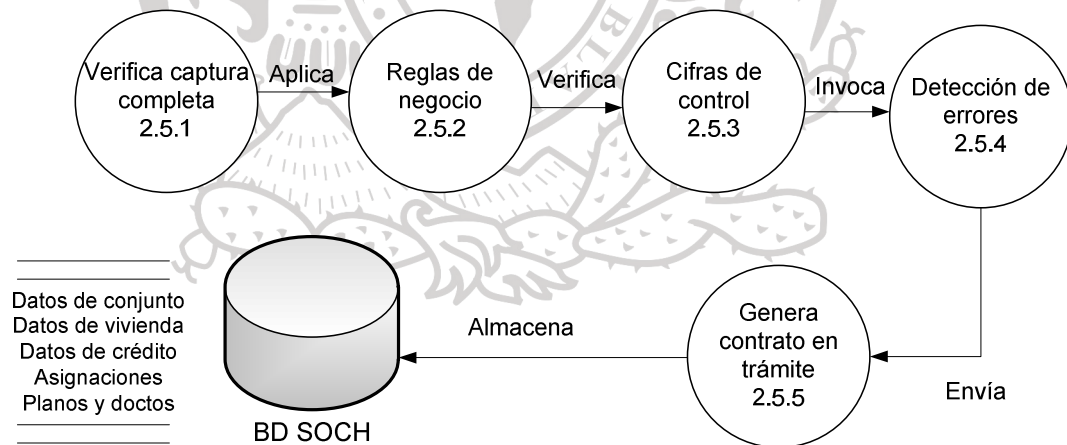 Verifica captura
completa
2.5.1
Aplica
Reglas de
negocio
2.5.2
Verifica
Cifras de
control
2.5.3
Invoca
Detección de
errores
2.5.4
Envía
Genera
contrato en
trámite
2.5.5
Almacena
BD SOCH
Datos de conjunto
Datos de vivienda
Datos de crédito
Asignaciones
Planos y doctos